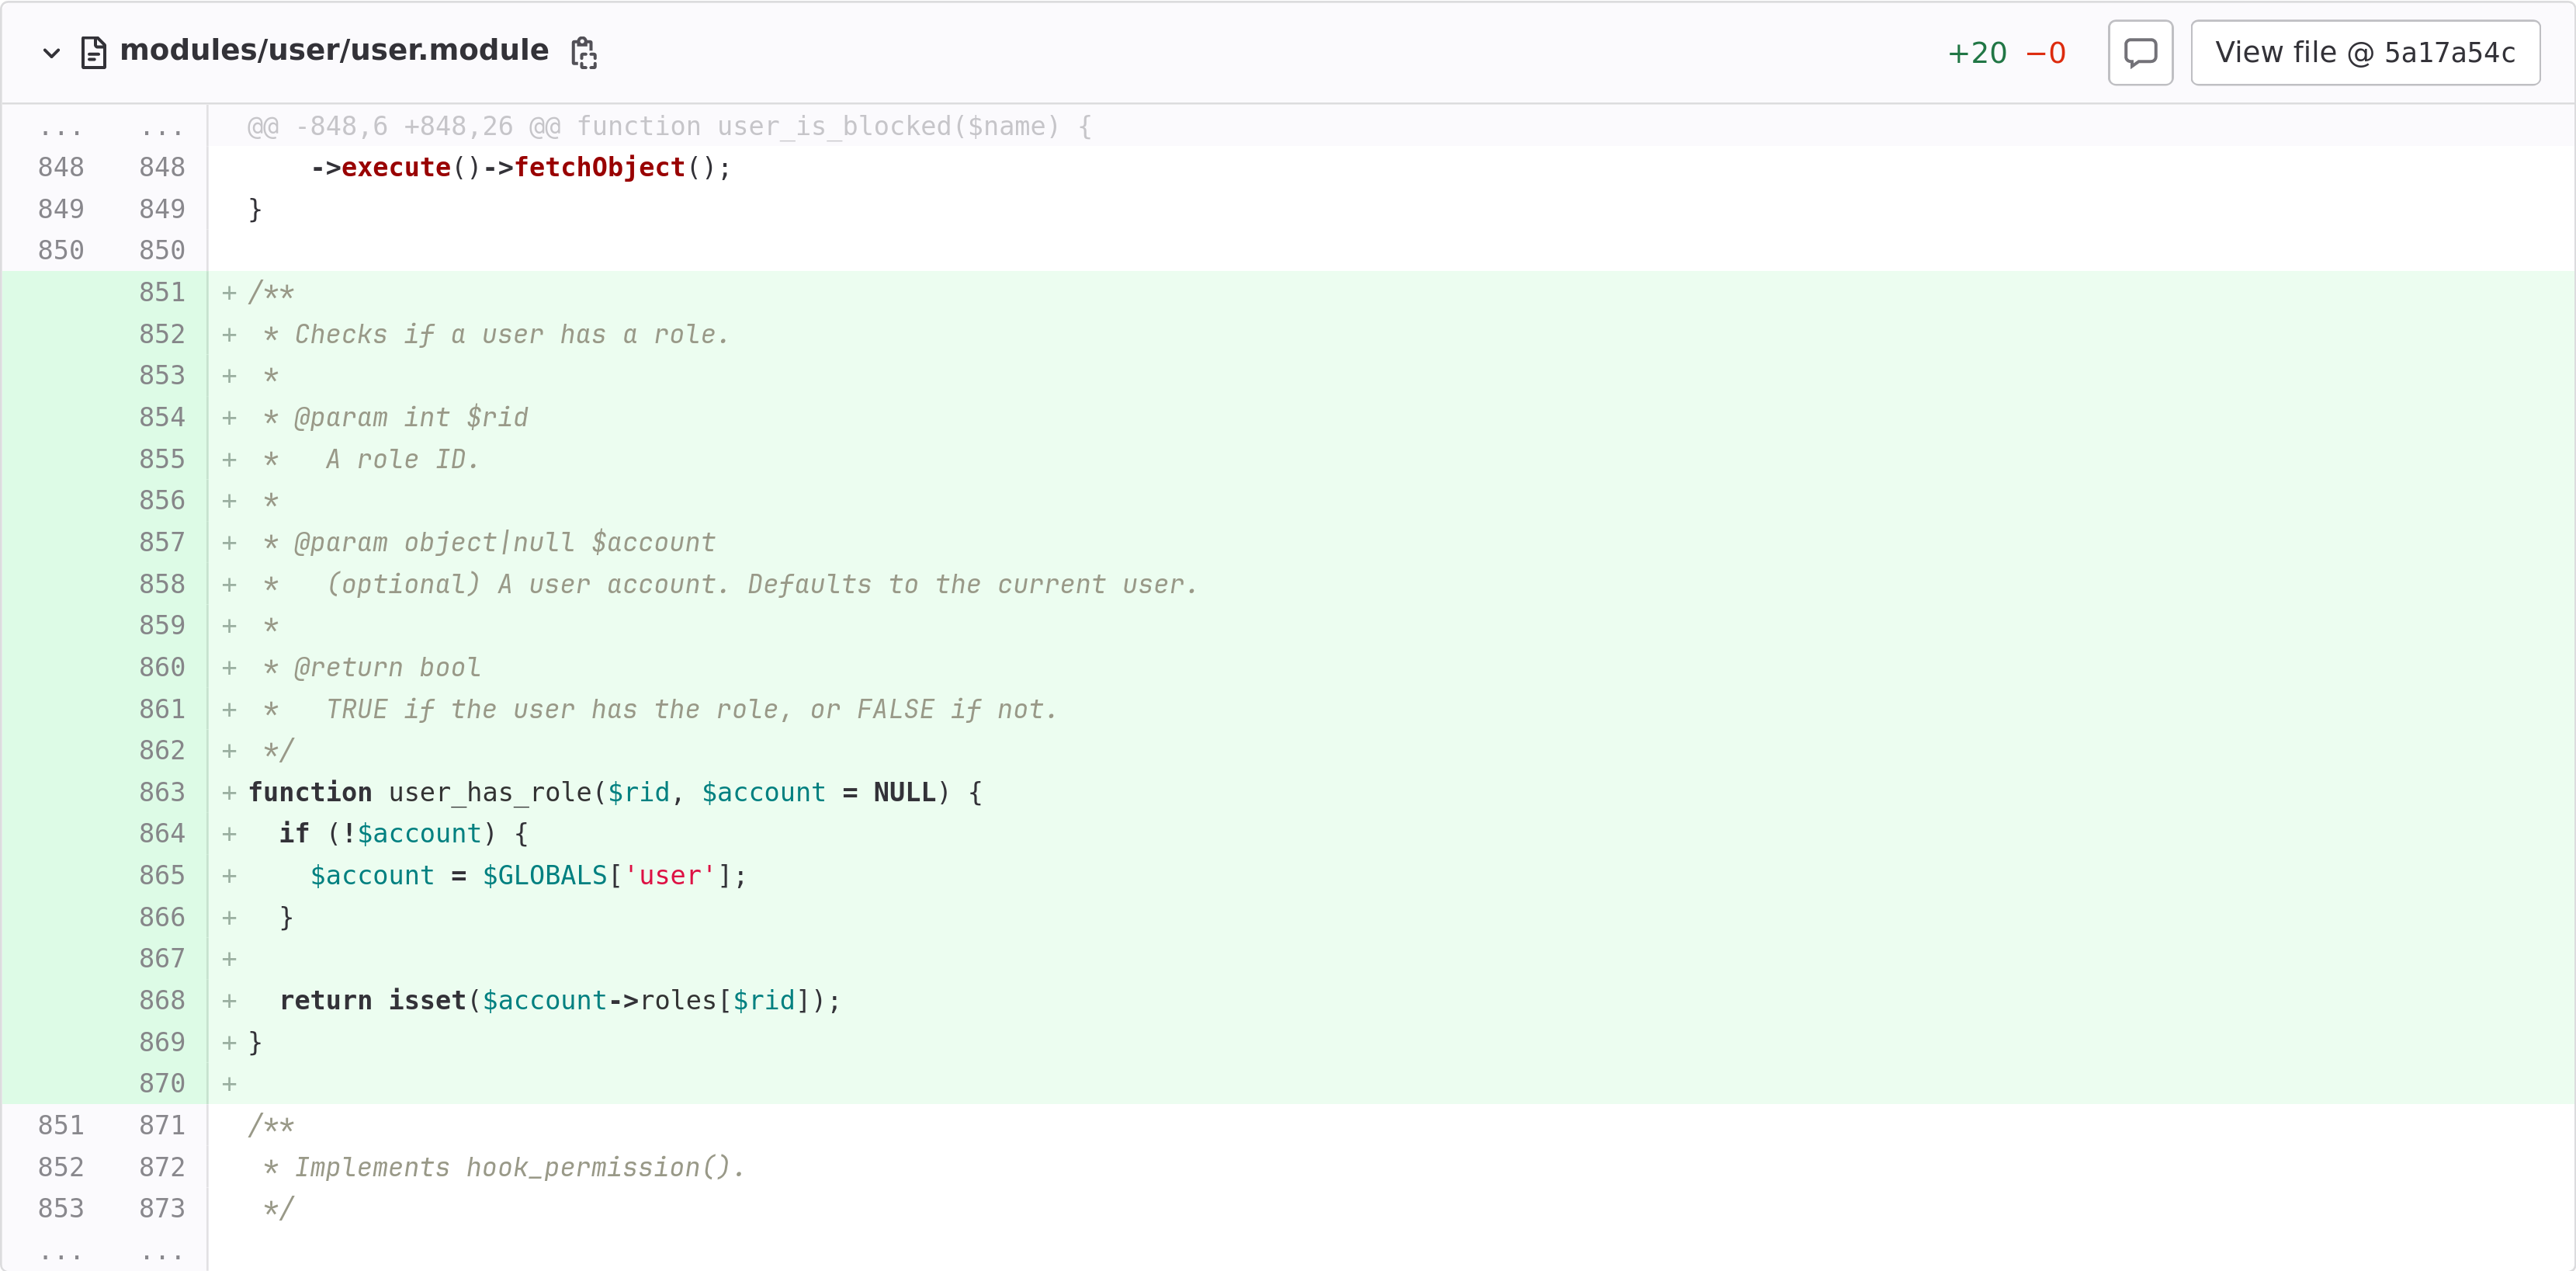 modules/user/user.module +20 −0 View file @ 5a17a54c
... ... @@ -848,6 +848,26 @@ function user_is_blocked($name) {
848 848     ->execute()->fetchObject();
849 849 }
850 850
851 + /**
852 +  * Checks if a user has a role.
853 +  *
854 +  * @param int $rid
855 +  *   A role ID.
856 +  *
857 +  * @param object|null $account
858 +  *   (optional) A user account. Defaults to the current user.
859 +  *
860 +  * @return bool
861 +  *   TRUE if the user has the role, or FALSE if not.
862 +  */
863 + function user_has_role($rid, $account = NULL) {
864 +   if (!$account) {
865 +     $account = $GLOBALS['user'];
866 +   }
867 +
868 +   return isset($account->roles[$rid]);
869 + }
870 +
851 871 /**
852 872  * Implements hook_permission().
853 873  */
... ...